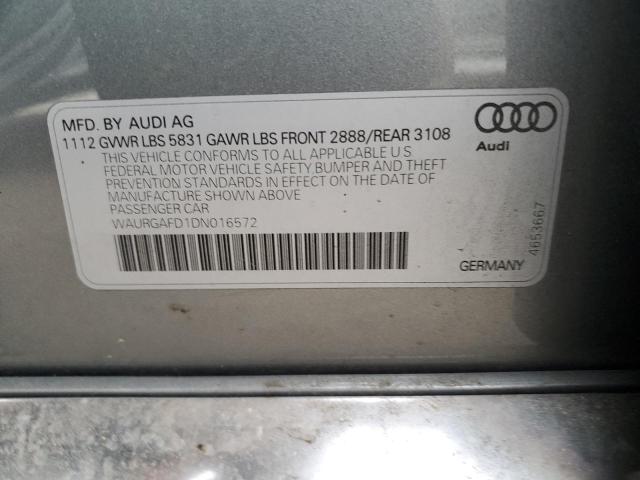 MFD. BY AUDI AG
1112 GVWR LBS 5831 GAWR LBS FRONT 2888/REAR 3108
THIS VEHICLE CONFORMS TO ALL APPLICABLE U S
FEDERAL MOTOR VEHICLE SAFETY BUMPER AND THEFT
PREVENTION STANDARDS IN EFFECT ON THE DATE OF
MANUFACTURE SHOWN ABOVE
PASSENGER CAR
WAURGAFD1DN016572
Audi
4653667
GERMANY